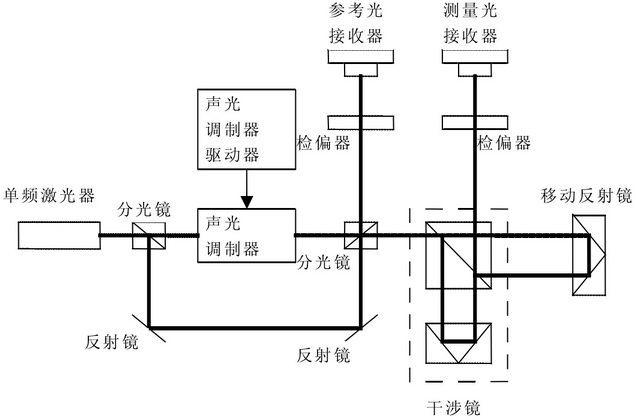 参考光
接收器
测量光
接收器
声光
调制器
驱动器
检偏器
检偏器
单频激光器
分光镜
声光
调制器
分光镜
移动反射镜
反射镜
反射镜
干涉镜